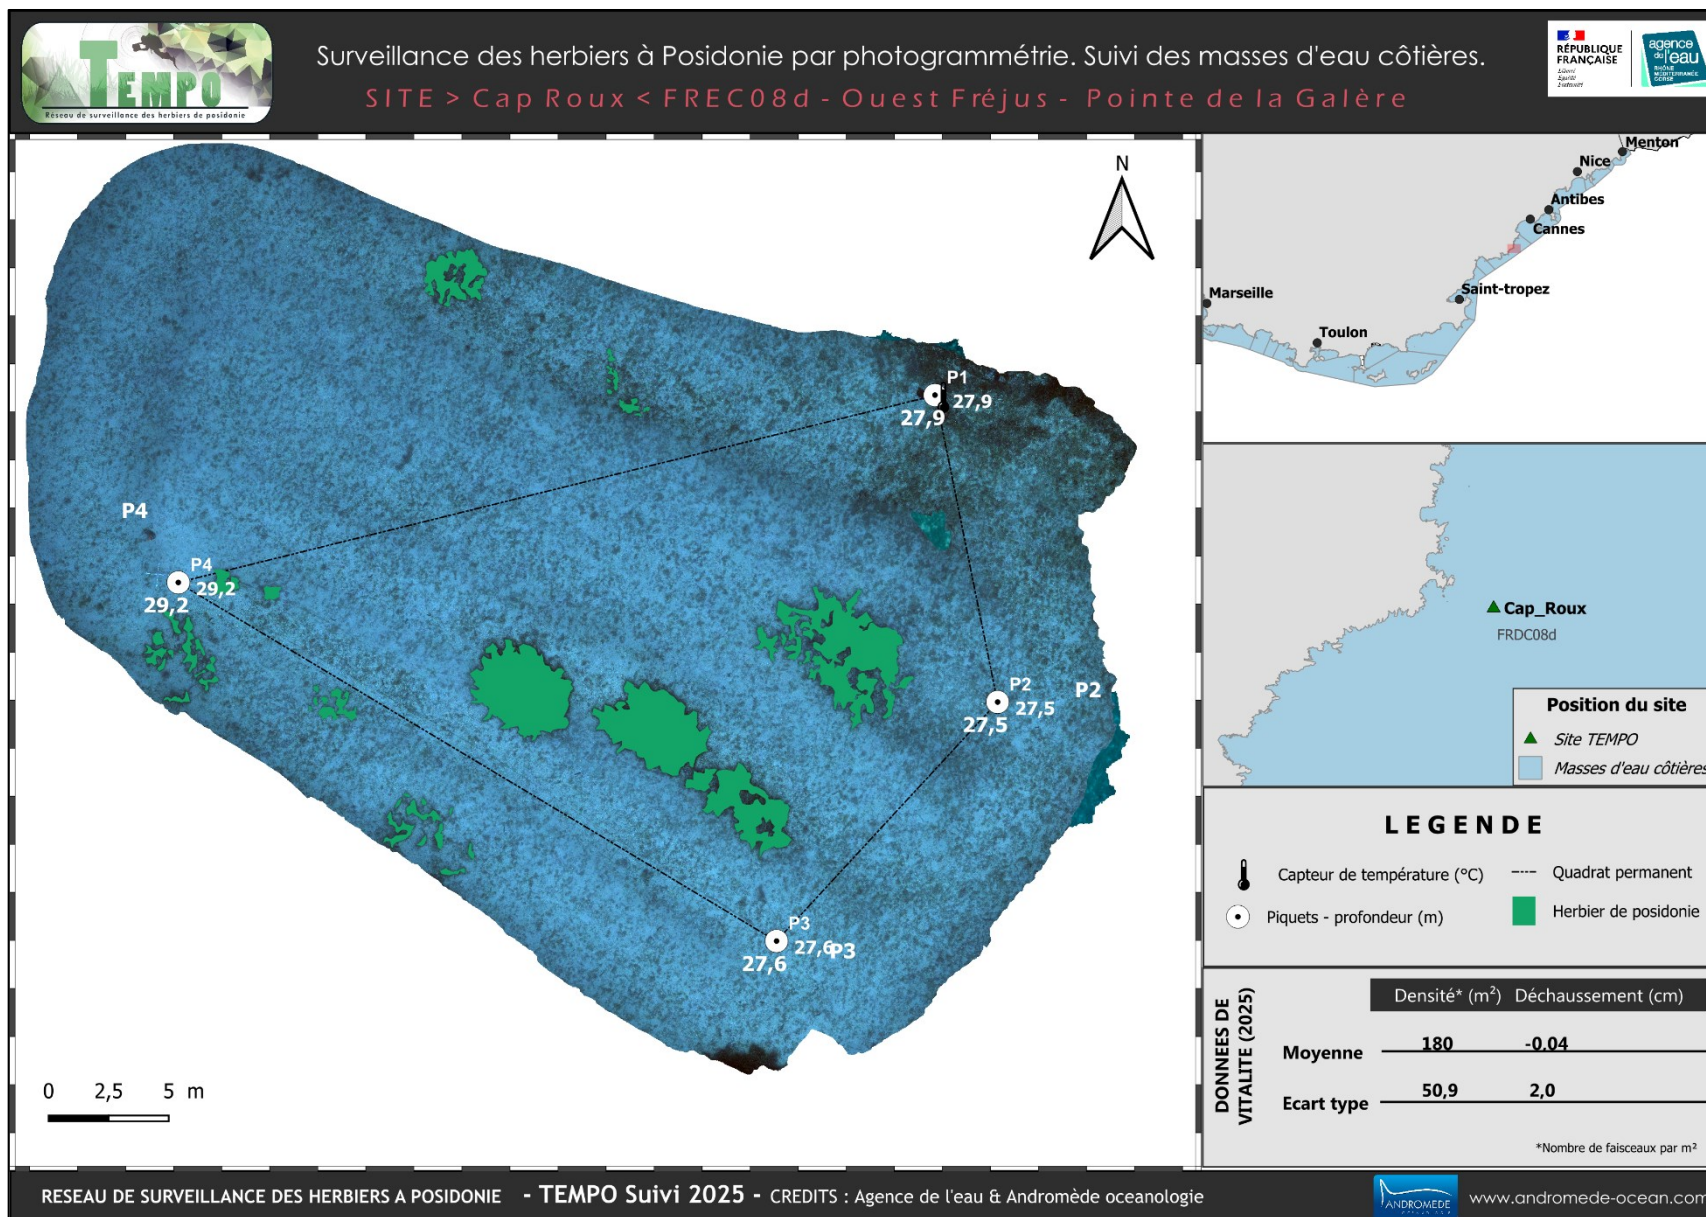 TEMPO
Réseau de surveillance des herbiers de posidonie
Surveillance des herbiers à Posidonie par photogrammétrie. Suivi des masses d'eau côtières.
SITE > Cap Roux < FREC08d - Ouest Fréjus - Pointe de la Galère
RÉPUBLIQUE
FRANÇAISE
Liberté
Égalité
Fraternité
agence
de l'eau
RHÔNE
MÉDITERRANÉE
CORSE
N
P1
27,9
27,9
P4
P4
29,2
29,2
P2
P2
27,5
27,5
P3
27,6
P3
27,6
0 2,5 5 m
Menton
Nice
Antibes
Cannes
Saint-tropez
Marseille
Toulon
Cap_Roux
FRDC08d
Position du site
Site TEMPO
Masses d'eau côtières
LEGENDE
Capteur de température (°C)
Quadrat permanent
Piquets - profondeur (m)
Herbier de posidonie
DONNEES DE
VITALITE (2025)
Densité* (m²) Déchaussement (cm)
Moyenne 180 -0.04
Ecart type 50,9 2,0
*Nombre de faisceaux par m²
RESEAU DE SURVEILLANCE DES HERBIERS A POSIDONIE - TEMPO Suivi 2025 - CREDITS : Agence de l'eau & Andromède oceanologie
ANDROMEDE
www.andromede-ocean.com